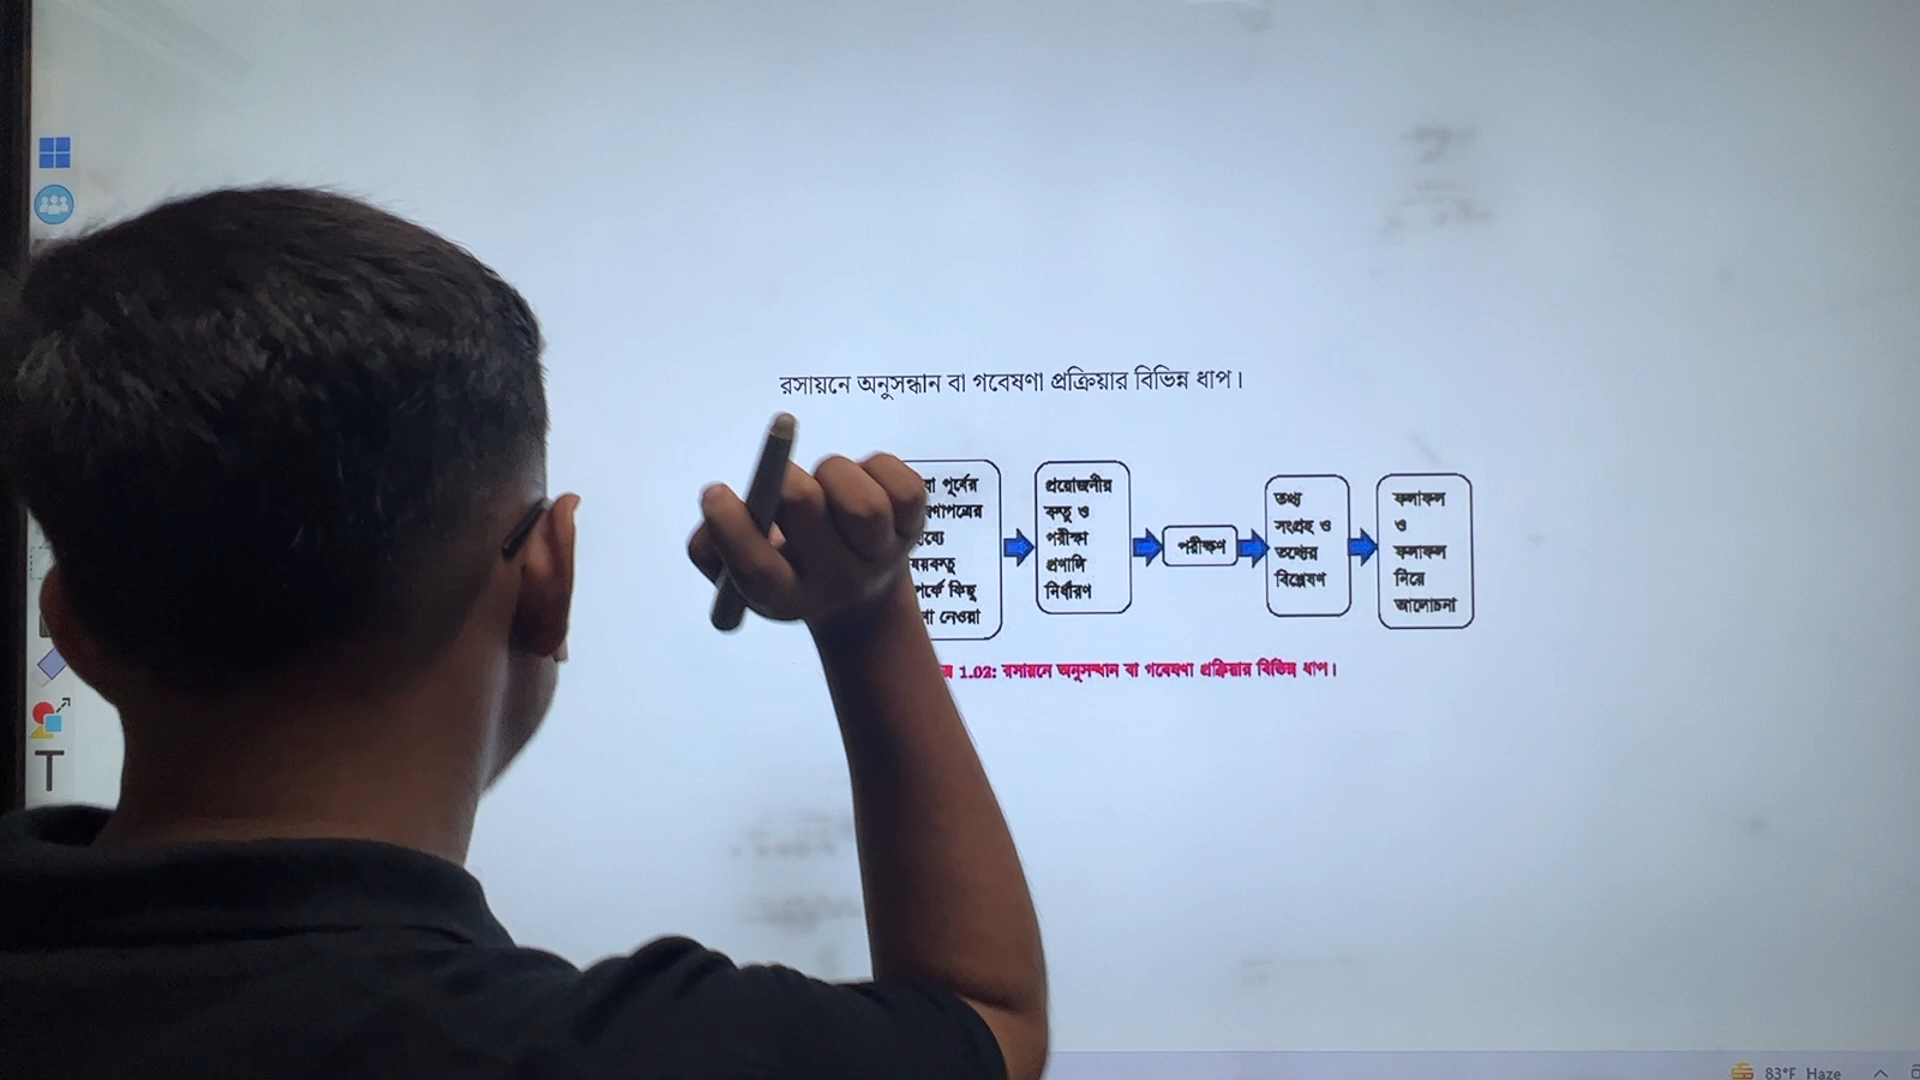 রসায়নে অনুসন্ধান বা গবেষণা প্রক্রিয়ার বিভিন্ন ধাপ।
পূর্বের
কিছু
নেওয়া
প্রয়োজনীয়
বস্তু ও
পরীক্ষা
প্রণালি
নির্ধারণ
পরীক্ষণ
তথ্য
সংগ্রহ ও
তথ্যের
বিশ্লেষণ
ফলাফল
ও
ফলাফল
নিয়ে
আলোচনা
1.02: রসায়নে অনুসন্ধান বা গবেষণা প্রক্রিয়ার বিভিন্ন ধাপ।
T
83°F Haze